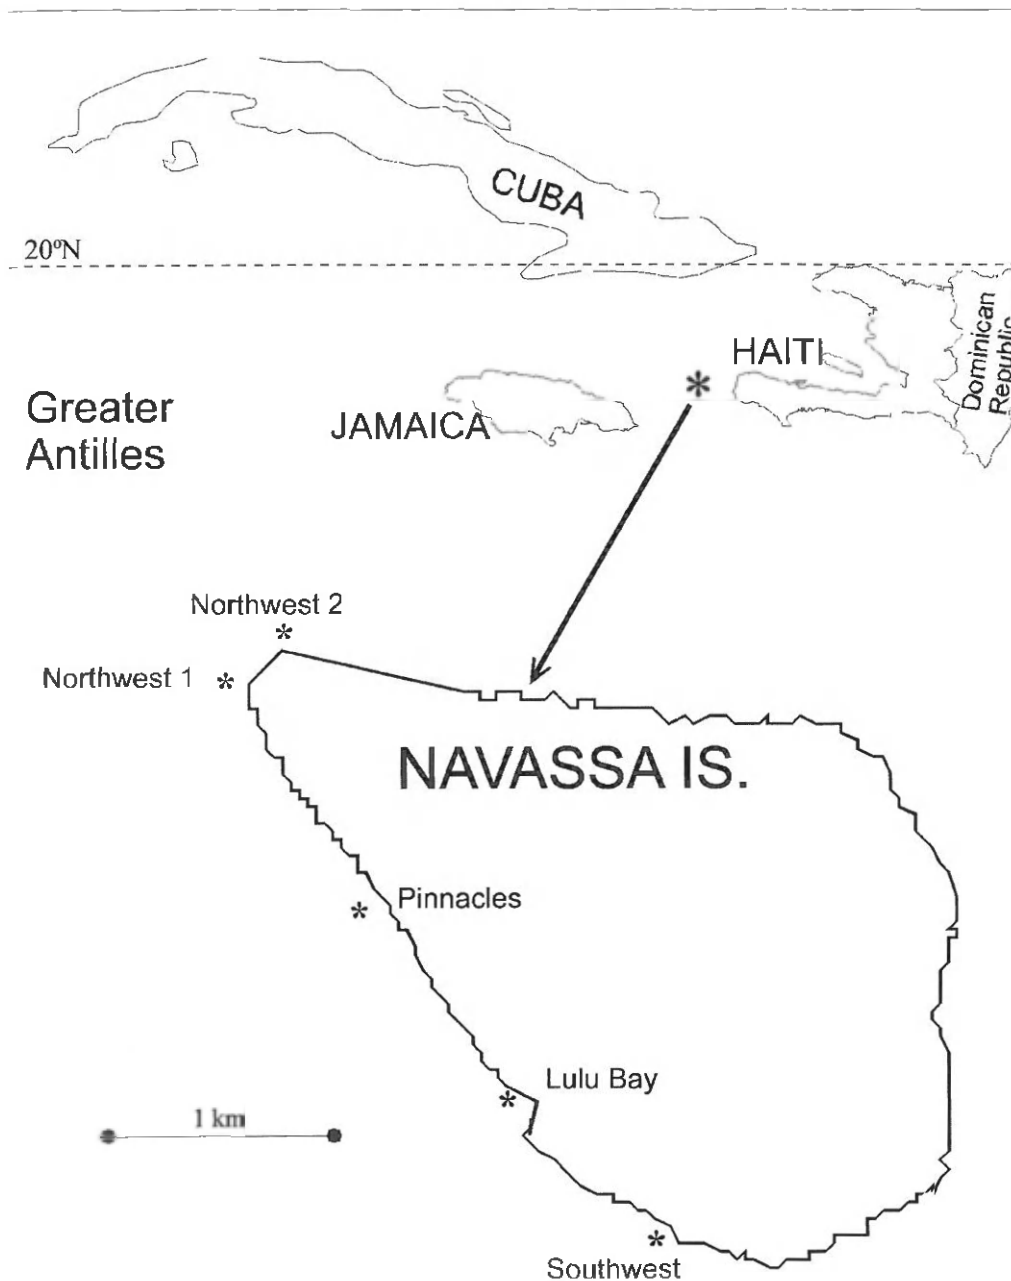 CUBA
20°N
HAITI
Dominican
Republic
Greater
Antilles
JAMAICA
Northwest 2
*
Northwest 1 *
NAVASSA IS.
Pinnacles
*
Lulu Bay
*
1 km
*
Southwest